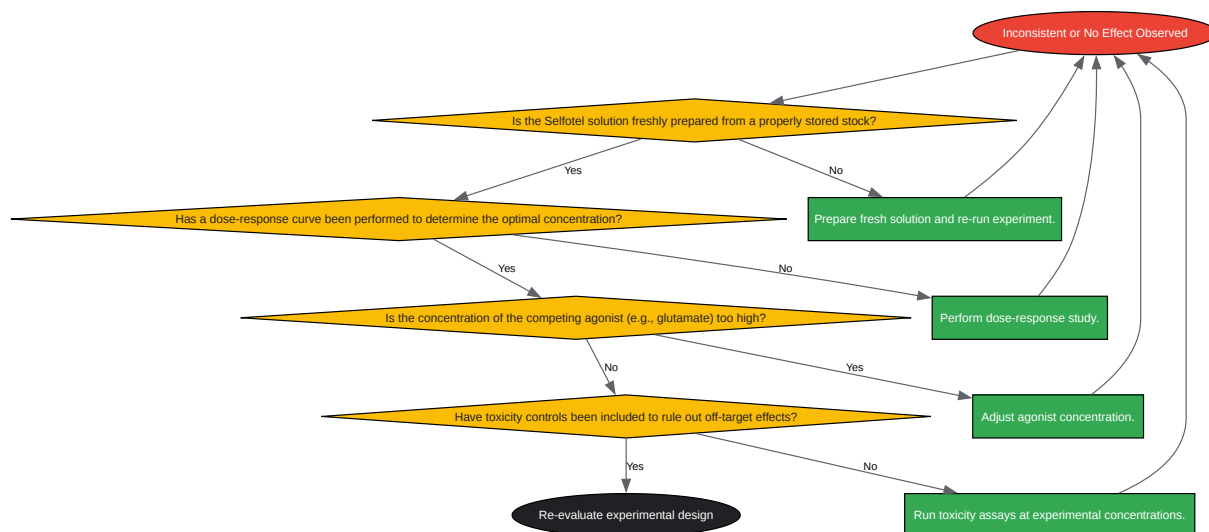 Inconsistent or No Effect Observed
Is the Selfotel solution freshly prepared from a properly stored stock?
Yes
No
Has a dose-response curve been performed to determine the optimal concentration?
Prepare fresh solution and re-run experiment.
Yes
No
Is the concentration of the competing agonist (e.g., glutamate) too high?
Perform dose-response study.
No
Yes
Have toxicity controls been included to rule out off-target effects?
Adjust agonist concentration.
Yes
No
Re-evaluate experimental design
Run toxicity assays at experimental concentrations.